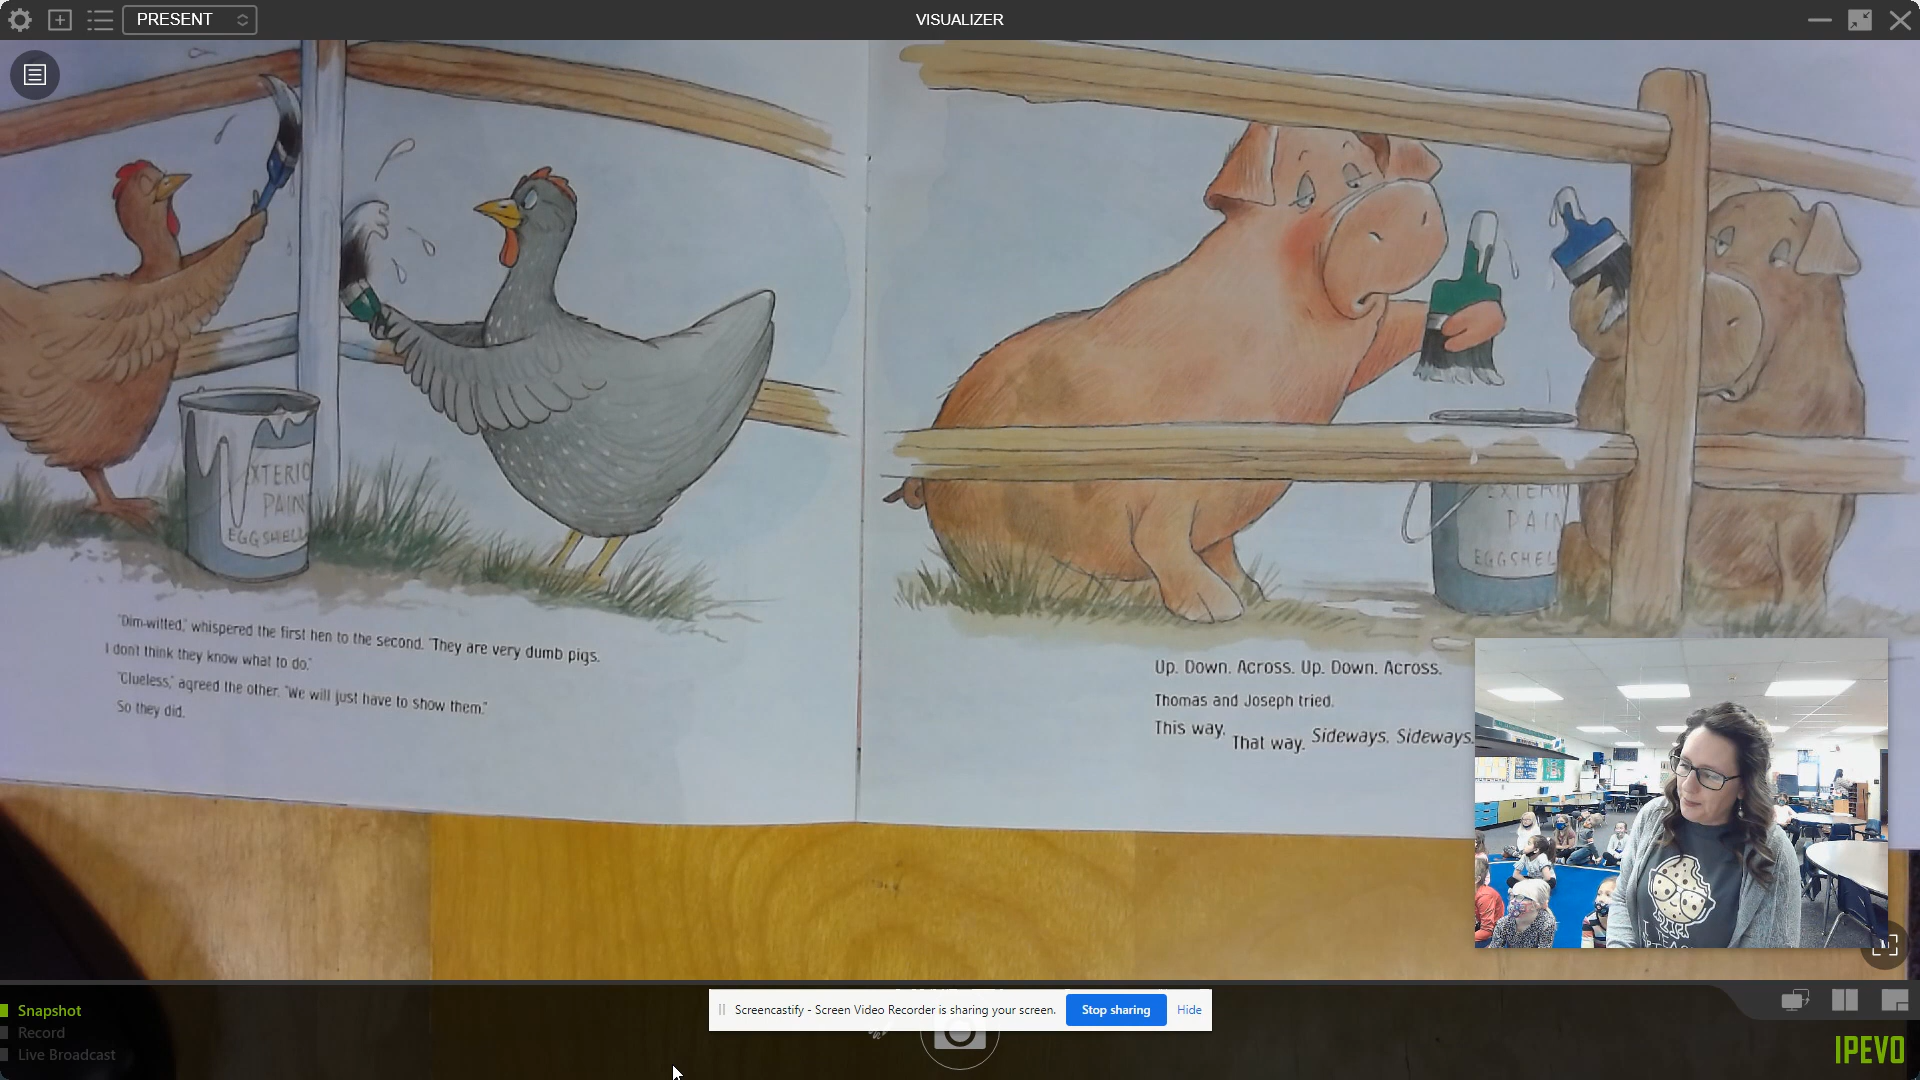 PRESENT
VISUALIZER
EXTERIO
PAIN
EGGSHELL
EXTERI
PAIN
EGGSHEL
"Dim-witted," whispered the first hen to the second. "They are very dumb pigs.
I don't think they know what to do."
"Clueless," agreed the other. "We will just have to show them."
So they did.
Up. Down. Across. Up. Down. Across.
Thomas and Joseph tried.
This way. That way. Sideways. Sideways.
Snapshot
Record
Live Broadcast
Screencastify - Screen Video Recorder is sharing your screen.
Stop sharing
Hide
IPEVO